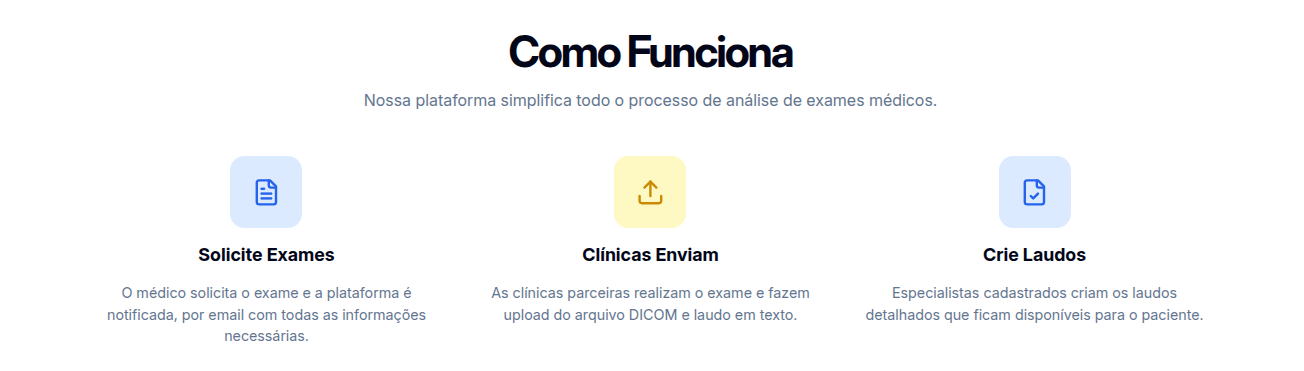 Como Funciona
Nossa plataforma simplifica todo o processo de análise de exames médicos.
Solicite Exames
O médico solicita o exame e a plataforma é
notificada, por email com todas as informações
necessárias.
Clínicas Enviam
As clínicas parceiras realizam o exame e fazem
upload do arquivo DICOM e laudo em texto.
Crie Laudos
Especialistas cadastrados criam os laudos
detalhados que ficam disponíveis para o paciente.